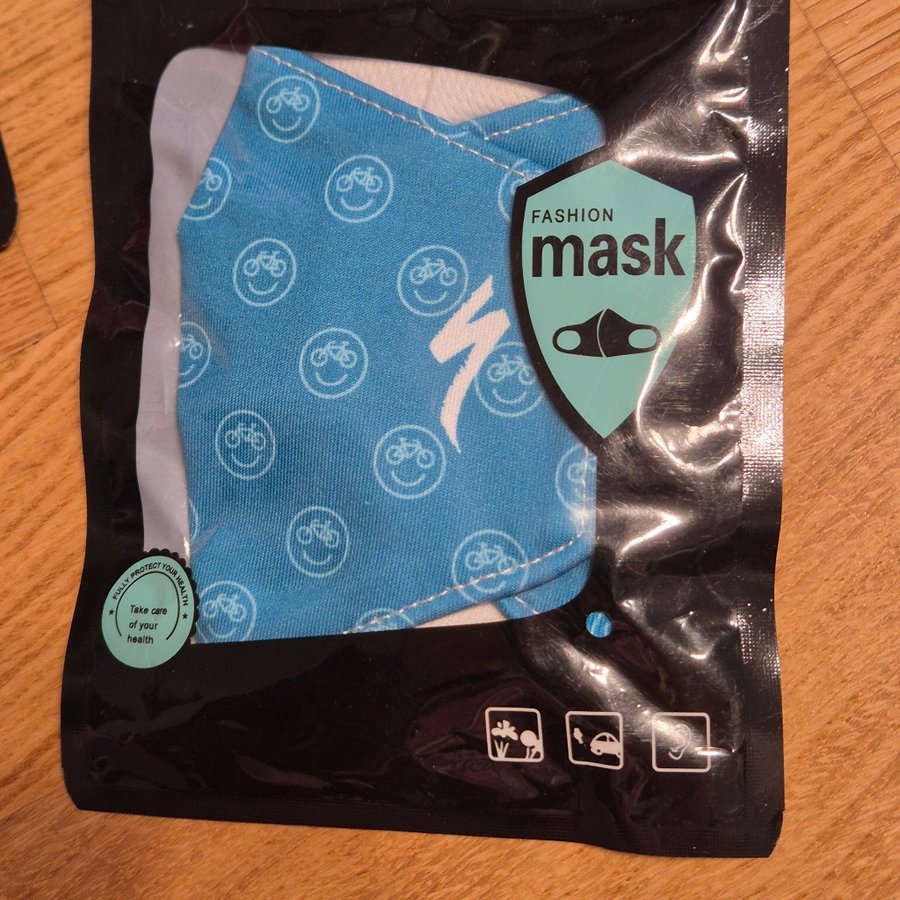 FASHION
mask
FULLY PROTECT YOUR HEALTH
Take care
of your
health